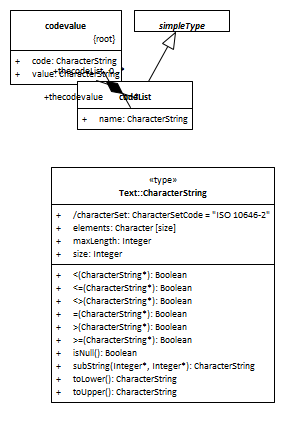 codevalue
{root}
+ code: CharacterString
+ value: CharacterString
simpleType
+thecodeList
+thecodevalue
codeList
+ name: CharacterString
«type»
Text::CharacterString
+ /characterSet: CharacterSetCode = "ISO 10646-2"
+ elements: Character [size]
+ maxLength: Integer
+ size: Integer
+ <(CharacterString*): Boolean
+ <=(CharacterString*): Boolean
+ <>(CharacterString*): Boolean
+ =(CharacterString*): Boolean
+ >(CharacterString*): Boolean
+ >=(CharacterString*): Boolean
+ isNull(): Boolean
+ subString(Integer*, Integer*): CharacterString
+ toLower(): CharacterString
+ toUpper(): CharacterString